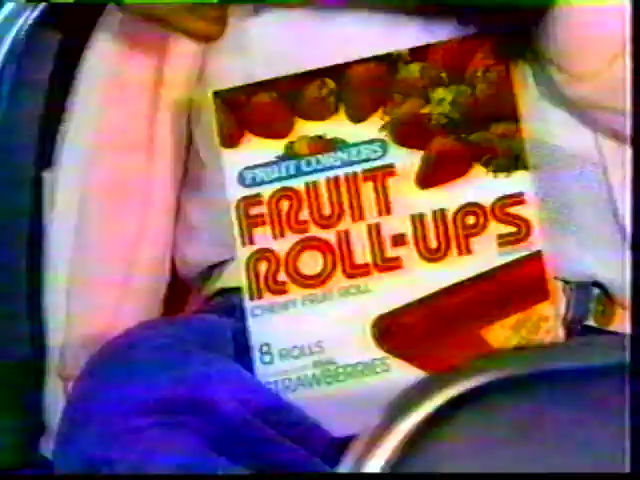 FRUIT CORNERS
FRUIT
ROLL-UPS
CHEWY FRUIT ROLL
8 ROLLS
STRAWBERRIES